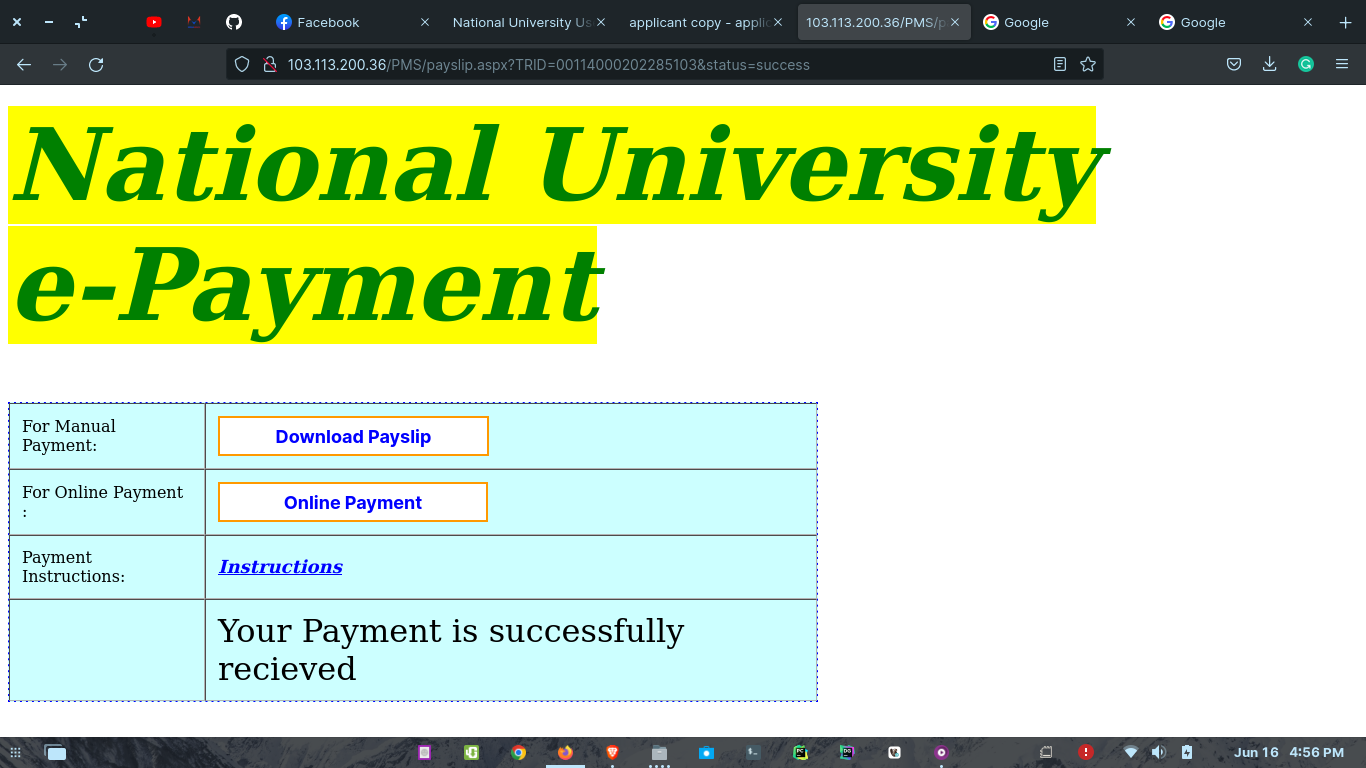 Facebook
National University Us
applicant copy - applic
103.113.200.36/PMS/p
Google
Google
103.113.200.36/PMS/payslip.aspx?TRID=00114000202285103&status=success
National University
e-Payment
For Manual
Payment:
Download Payslip
For Online Payment
:
Online Payment
Payment
Instructions:
Instructions
Your Payment is successfully
recieved
Jun 16 4:56 PM